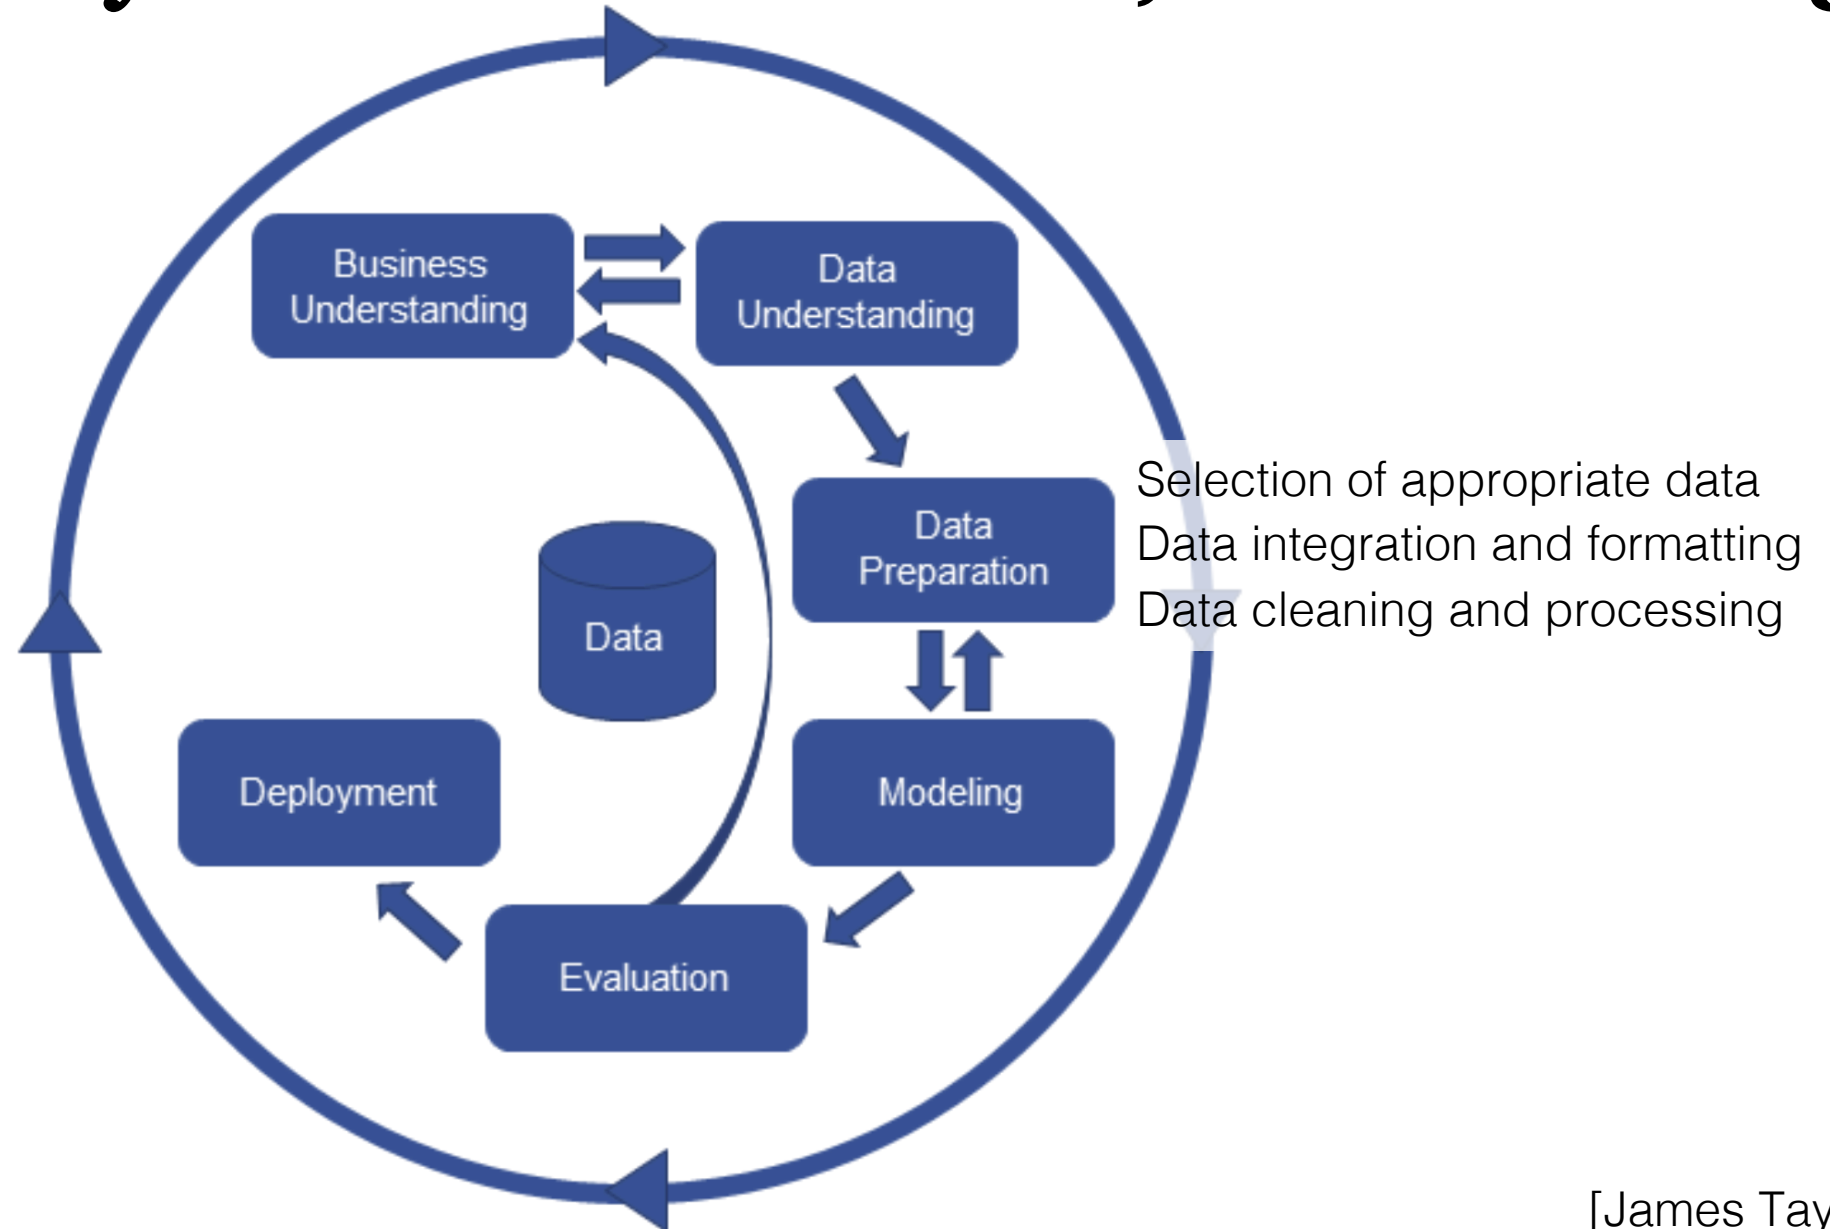 Business
Understanding
Data
Understanding
Data
Preparation
Selection of appropriate data
Data integration and formatting
Data cleaning and processing
Data
Deployment
Modeling
Evaluation
[James Tay